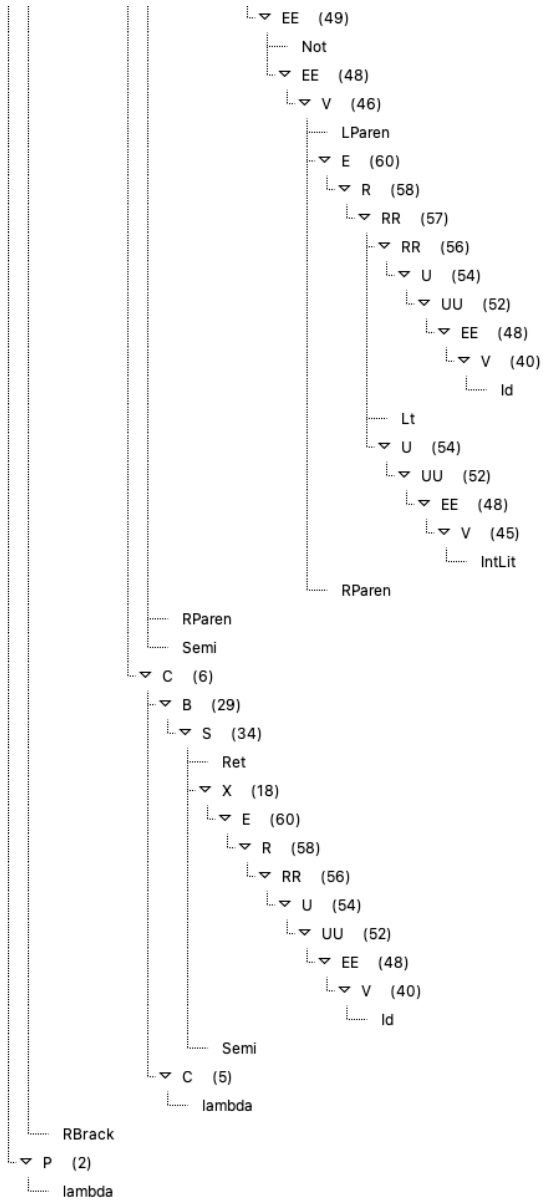 EE (49)
Not
EE (48)
V (46)
LParen
E (60)
R (58)
RR (57)
RR (56)
U (54)
UU (52)
EE (48)
V (40)
Id
Lt
U (54)
UU (52)
EE (48)
V (45)
IntLit
RParen
RParen
Semi
C (6)
B (29)
S (34)
Ret
X (18)
E (60)
R (58)
RR (56)
U (54)
UU (52)
EE (48)
V (40)
Id
Semi
C (5)
lambda
RBrack
P (2)
lambda